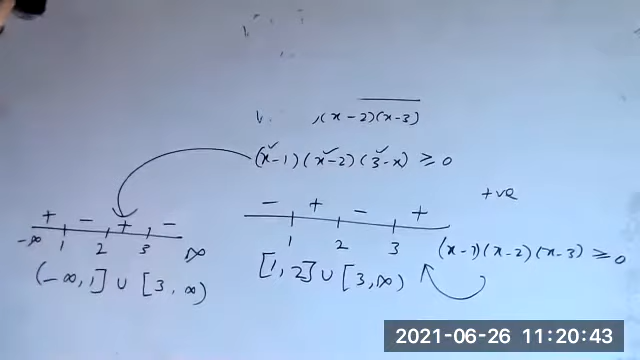 (x-2)(x-3)
(x-1)(x-2)(3-x) ≥ 0
+ve
+ - + -
-∞ 1 2 3 ∞
(-∞, 1] ∪ [3, ∞)
- + - +
1 2 3
[1, 2] ∪ [3, ∞)
(x-1)(x-2)(x-3) ≥ 0
2021-06-26 11:20:43